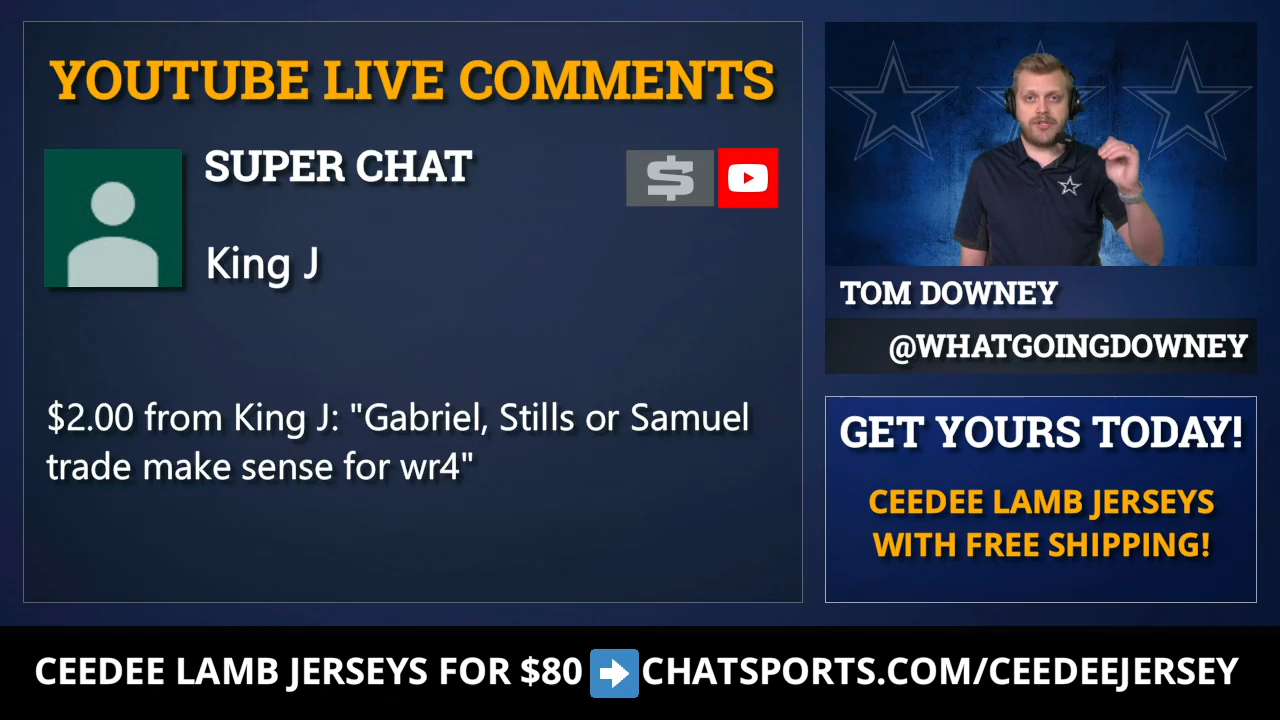 YOUTUBE LIVE COMMENTS
SUPER CHAT
King J
$2.00 from King J: "Gabriel, Stills or Samuel
trade make sense for wr4"
TOM DOWNEY
@WHATGOINGDOWNEY
GET YOURS TODAY!
CEEDEE LAMB JERSEYS
WITH FREE SHIPPING!
CEEDEE LAMB JERSEYS FOR $80 ➡ CHATSPORTS.COM/CEEDEEJERSEY